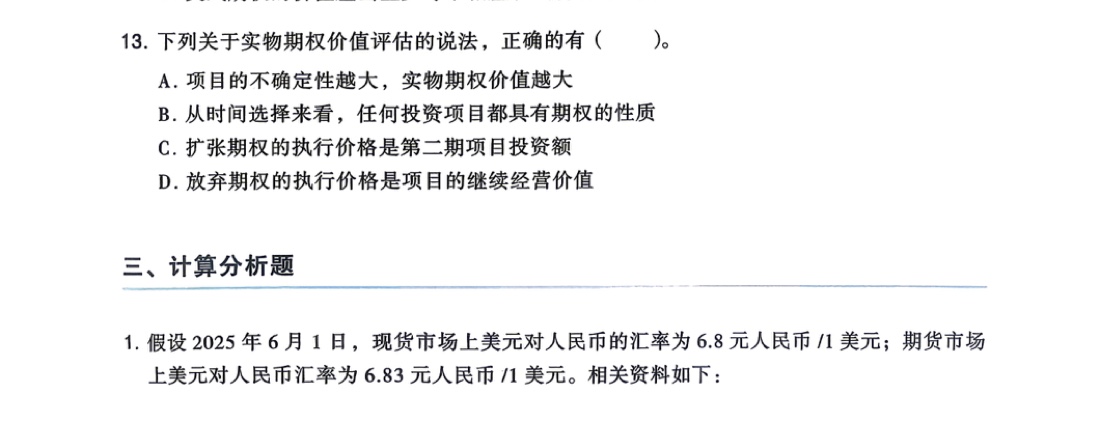 13. 下列关于实物期权价值评估的说法，正确的有（　　）。
A. 项目的不确定性越大，实物期权价值越大
B. 从时间选择来看，任何投资项目都具有期权的性质
C. 扩张期权的执行价格是第二期项目投资额
D. 放弃期权的执行价格是项目的继续经营价值
三、计算分析题
1. 假设 2025 年 6 月 1 日，现货市场上美元对人民币的汇率为 6.8 元人民币 /1 美元；期货市场
上美元对人民币汇率为 6.83 元人民币 /1 美元。相关资料如下：